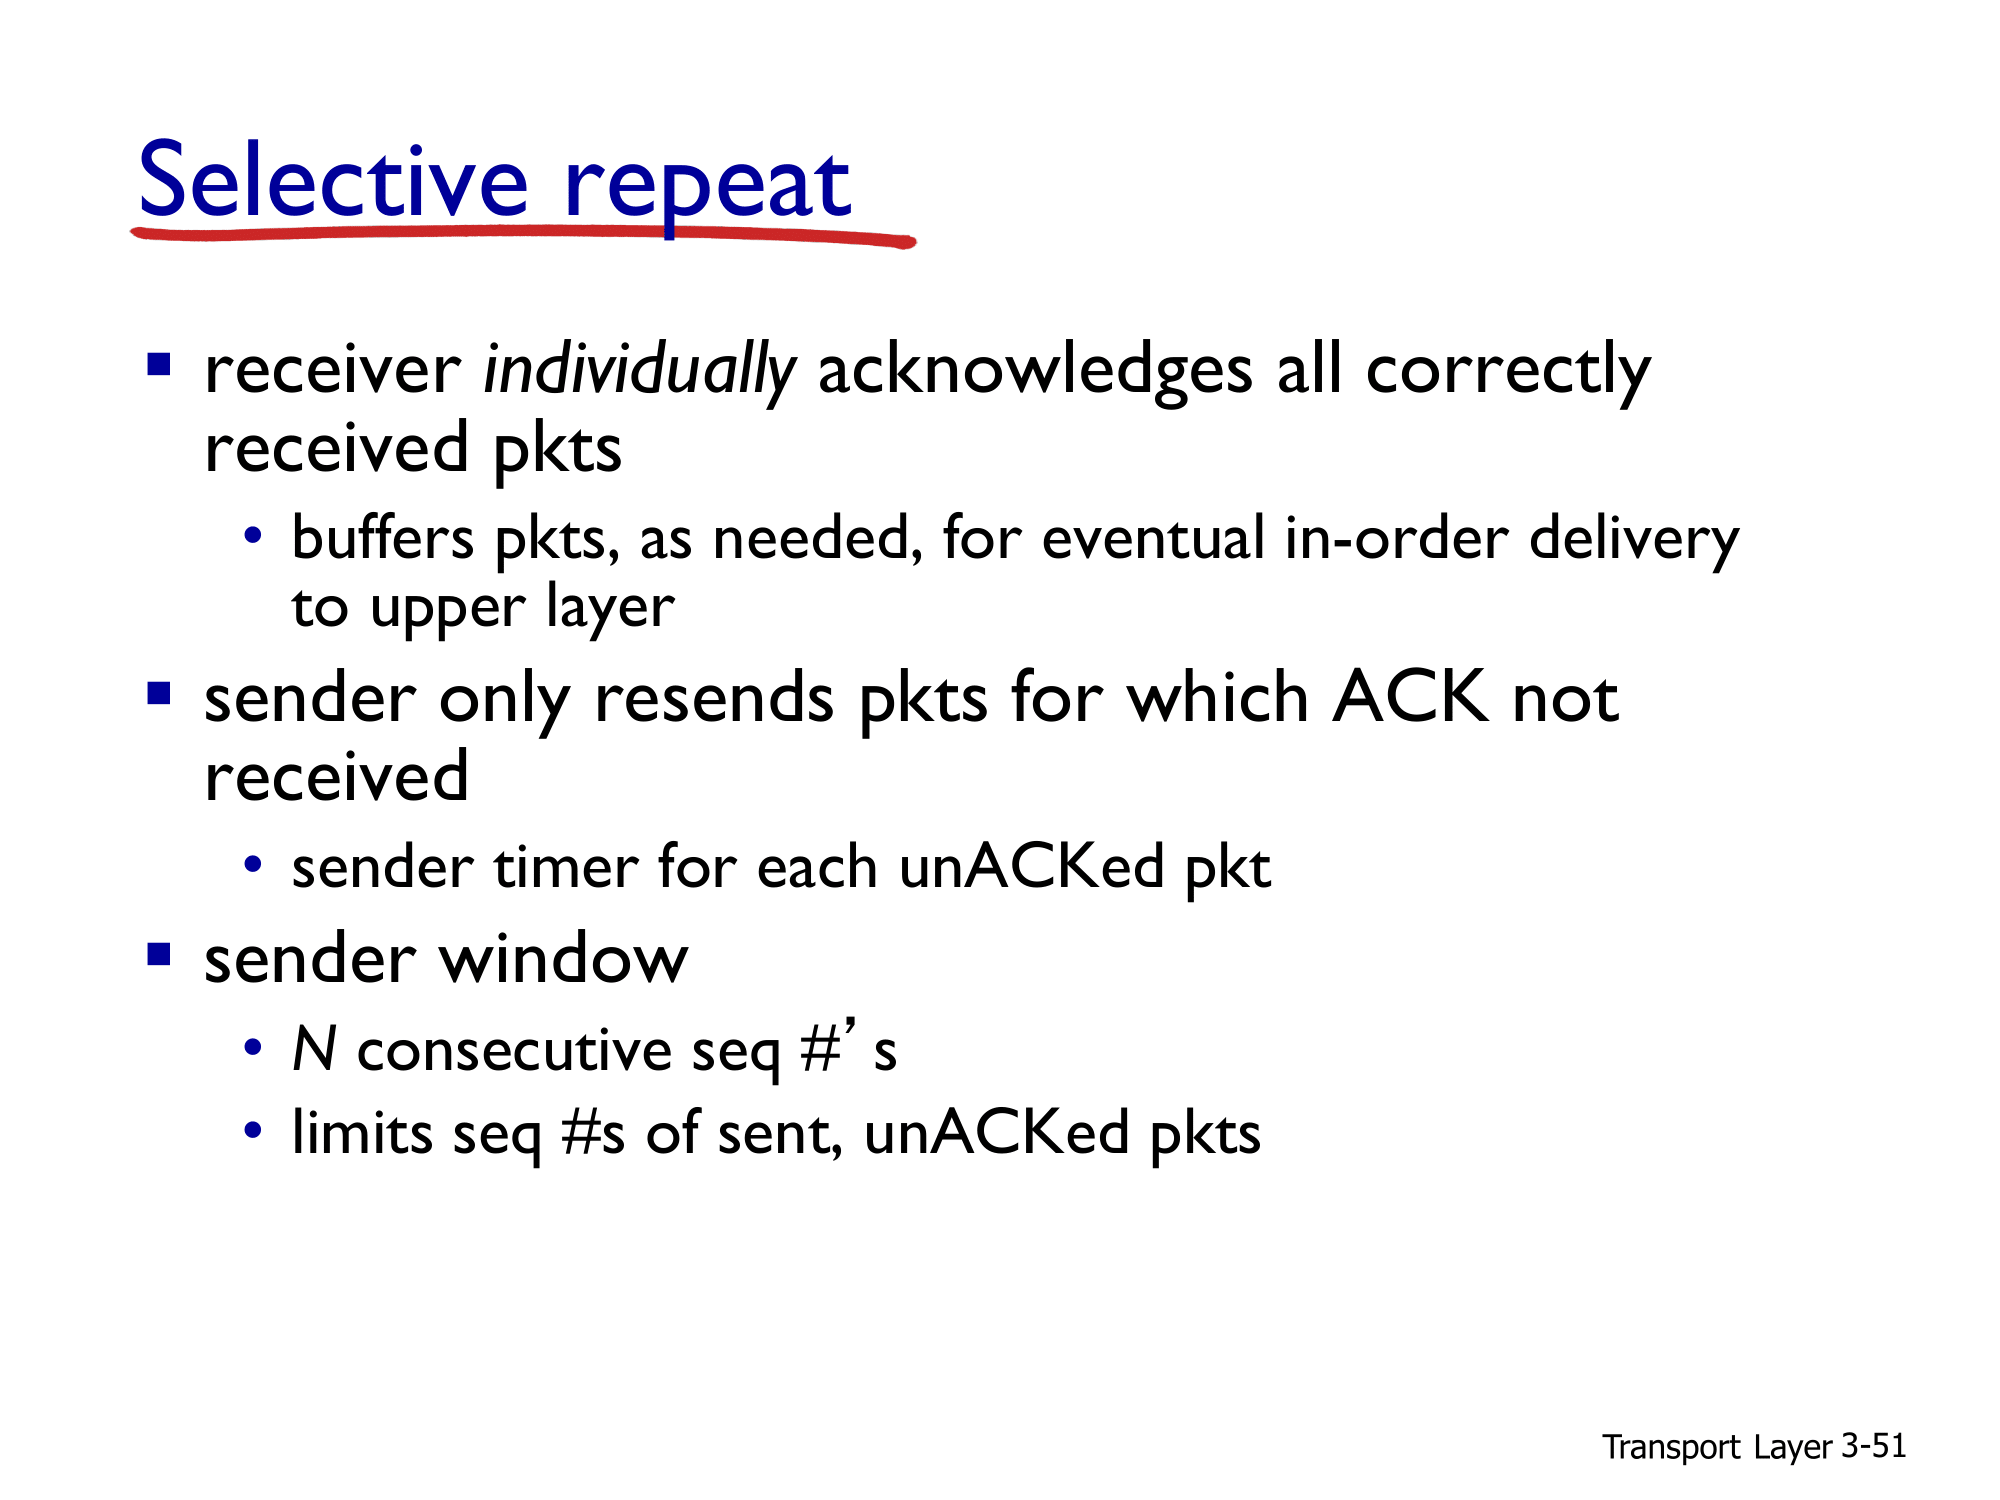 Selective repeat
▪ receiver individually acknowledges all correctly
received pkts
• buffers pkts, as needed, for eventual in-order delivery
to upper layer
▪ sender only resends pkts for which ACK not
received
• sender timer for each unACKed pkt
▪ sender window
• N consecutive seq #’ s
• limits seq #s of sent, unACKed pkts
Transport Layer 3-51